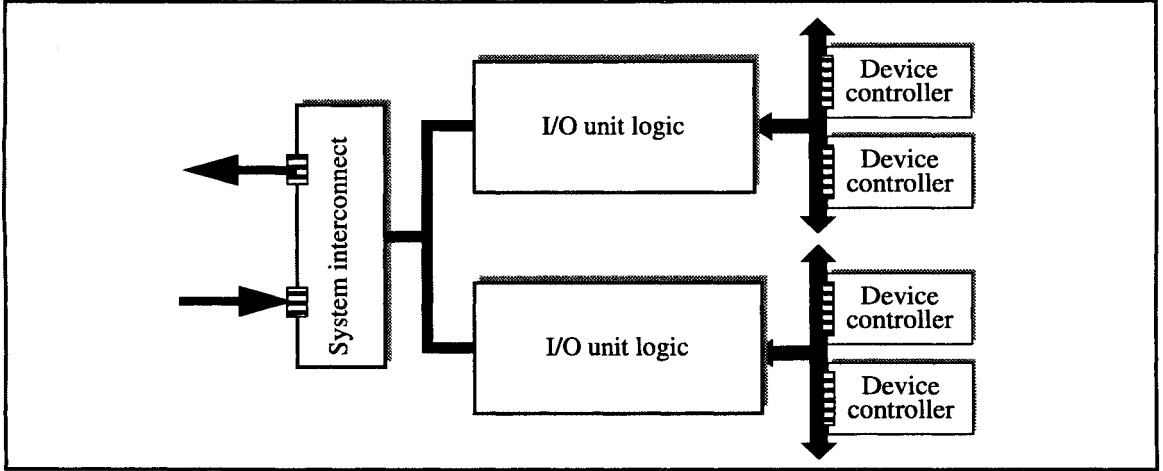 System interconnect
I/O unit logic
Device
controller
Device
controller
I/O unit logic
Device
controller
Device
controller